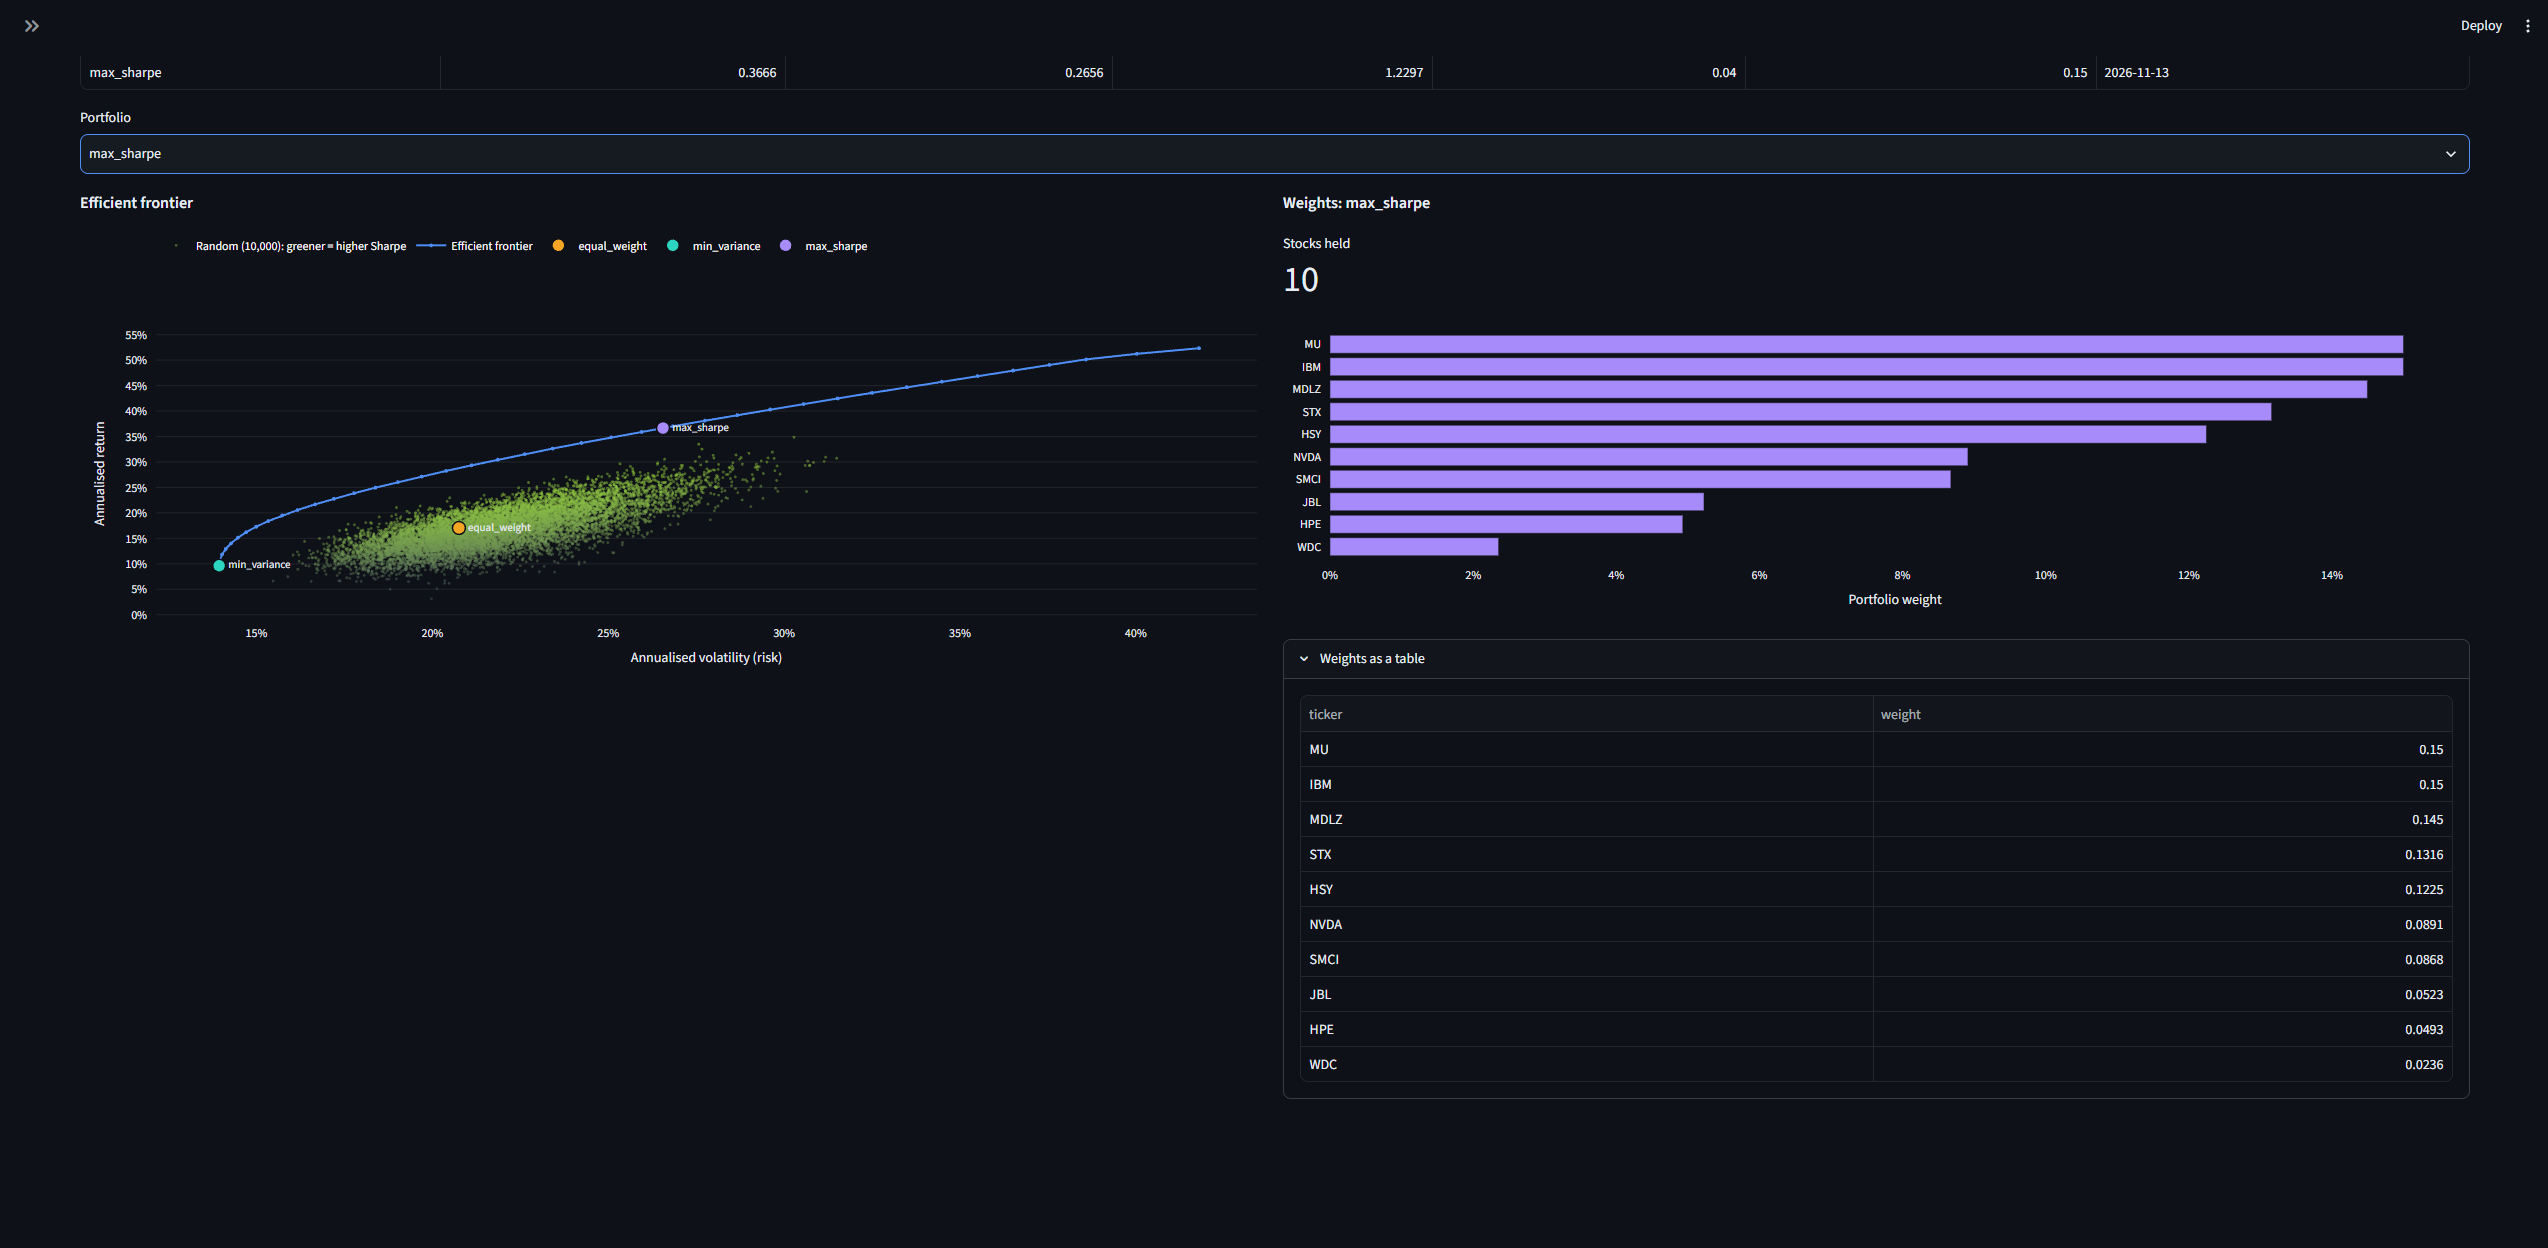 Deploy
max_sharpe 0.3666 0.2656 1.2297 0.04 0.15 2026-11-13
Portfolio
max_sharpe
Efficient frontier
Random (10,000): greener = higher Sharpe Efficient frontier equal_weight min_variance max_sharpe
55%
50%
45%
40%
35%
30%
25%
20%
15%
10%
5%
0%
Annualised return
max_sharpe
equal_weight
min_variance
15% 20% 25% 30% 35% 40%
Annualised volatility (risk)
Weights: max_sharpe
Stocks held
10
MU
IBM
MDLZ
STX
HSY
NVDA
SMCI
JBL
HPE
WDC
0% 2% 4% 6% 8% 10% 12% 14%
Portfolio weight
Weights as a table
ticker weight
MU 0.15
IBM 0.15
MDLZ 0.145
STX 0.1316
HSY 0.1225
NVDA 0.0891
SMCI 0.0868
JBL 0.0523
HPE 0.0493
WDC 0.0236